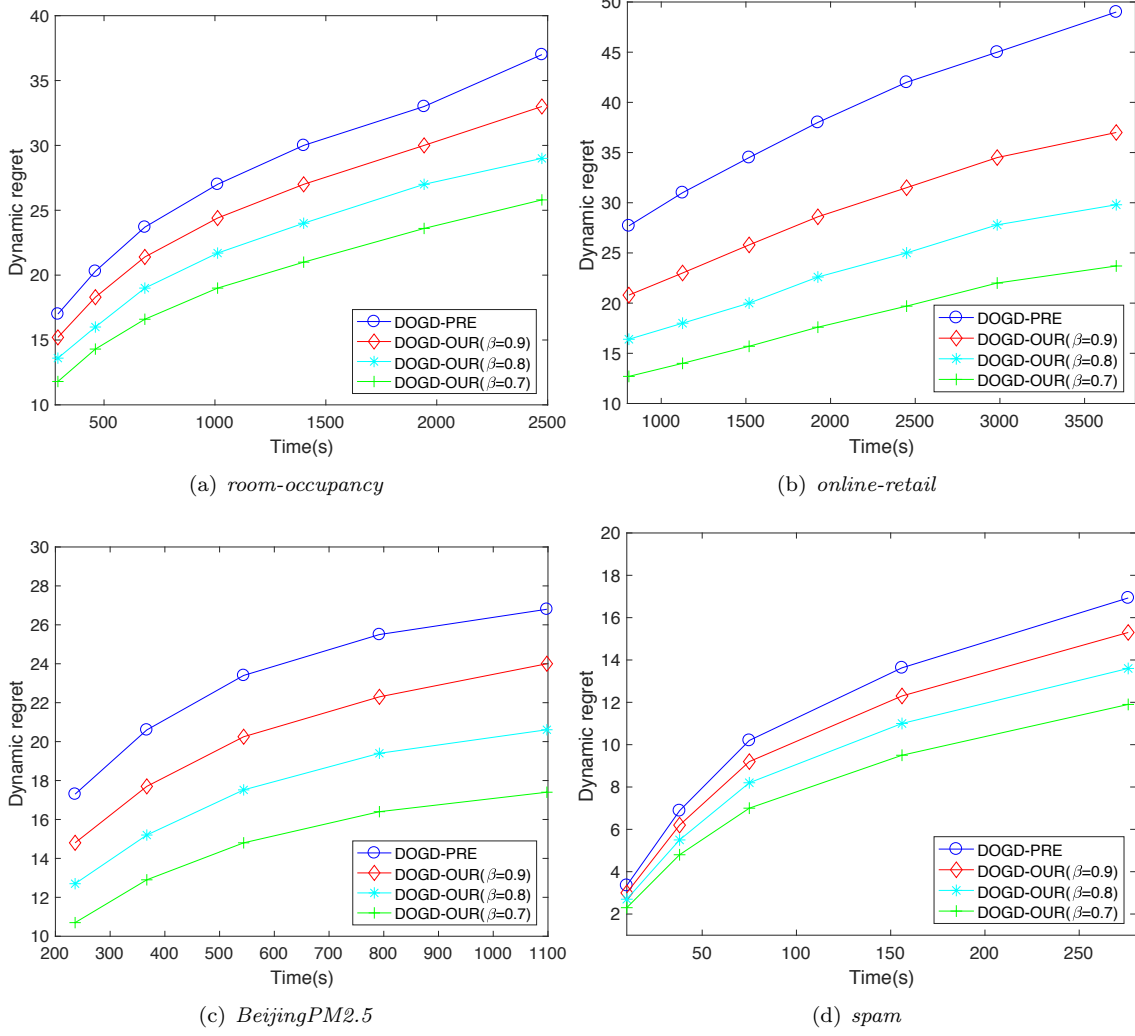 40
35
30
25
20
15
10
Dynamic regret
DOGD-PRE
DOGD-OUR(β=0.9)
DOGD-OUR(β=0.8)
DOGD-OUR(β=0.7)
500 1000 1500 2000 2500
Time(s)
(a) room-occupancy
50
45
40
35
30
25
20
15
10
Dynamic regret
DOGD-PRE
DOGD-OUR(β=0.9)
DOGD-OUR(β=0.8)
DOGD-OUR(β=0.7)
1000 1500 2000 2500 3000 3500
Time(s)
(b) online-retail
30
28
26
24
22
20
18
16
14
12
10
Dynamic regret
DOGD-PRE
DOGD-OUR(β=0.9)
DOGD-OUR(β=0.8)
DOGD-OUR(β=0.7)
200 300 400 500 600 700 800 900 1000 1100
Time(s)
(c) BeijingPM2.5
20
18
16
14
12
10
8
6
4
2
Dynamic regret
DOGD-PRE
DOGD-OUR(β=0.9)
DOGD-OUR(β=0.8)
DOGD-OUR(β=0.7)
50 100 150 200 250
Time(s)
(d) spam